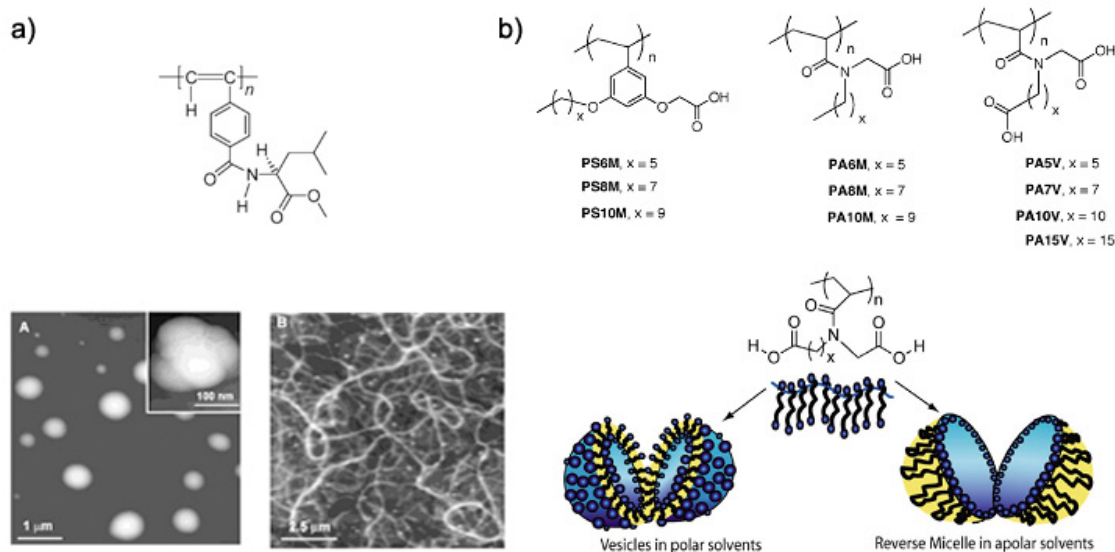 a)
n
H
O
N
H
H
O
O
A
100 nm
1 μm
B
2.5 μm
b)
n
x
O
O
OH
O
PS6M, x = 5
PS8M, x = 7
PS10M, x = 9
n
O
N
OH
O
x
PA6M, x = 5
PA8M, x = 7
PA10M, x = 9
n
O
N
OH
O
x
O
OH
PA5V, x = 5
PA7V, x = 7
PA10V, x = 10
PA15V, x = 15
n
O
O
N
O
H
O
x
O
H
Vesicles in polar solvents
Reverse Micelle in apolar solvents